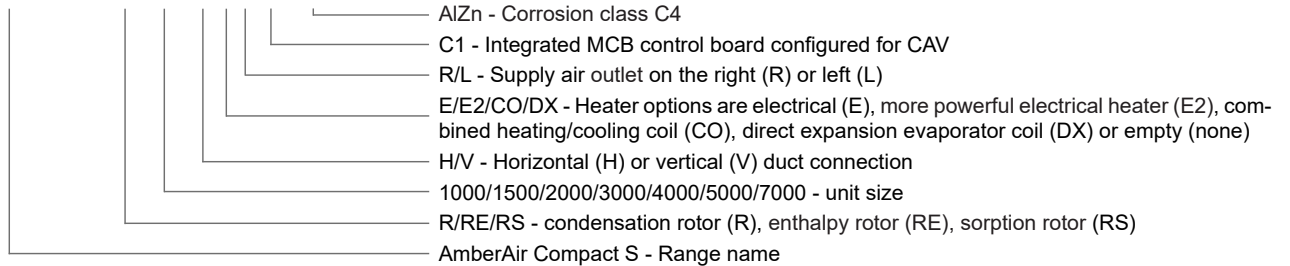 AlZn - Corrosion class C4
C1 - Integrated MCB control board configured for CAV
R/L - Supply air outlet on the right (R) or left (L)
E/E2/CO/DX - Heater options are electrical (E), more powerful electrical heater (E2), com-
bined heating/cooling coil (CO), direct expansion evaporator coil (DX) or empty (none)
H/V - Horizontal (H) or vertical (V) duct connection
1000/1500/2000/3000/4000/5000/7000 - unit size
R/RE/RS - condensation rotor (R), enthalpy rotor (RE), sorption rotor (RS)
AmberAir Compact S - Range name